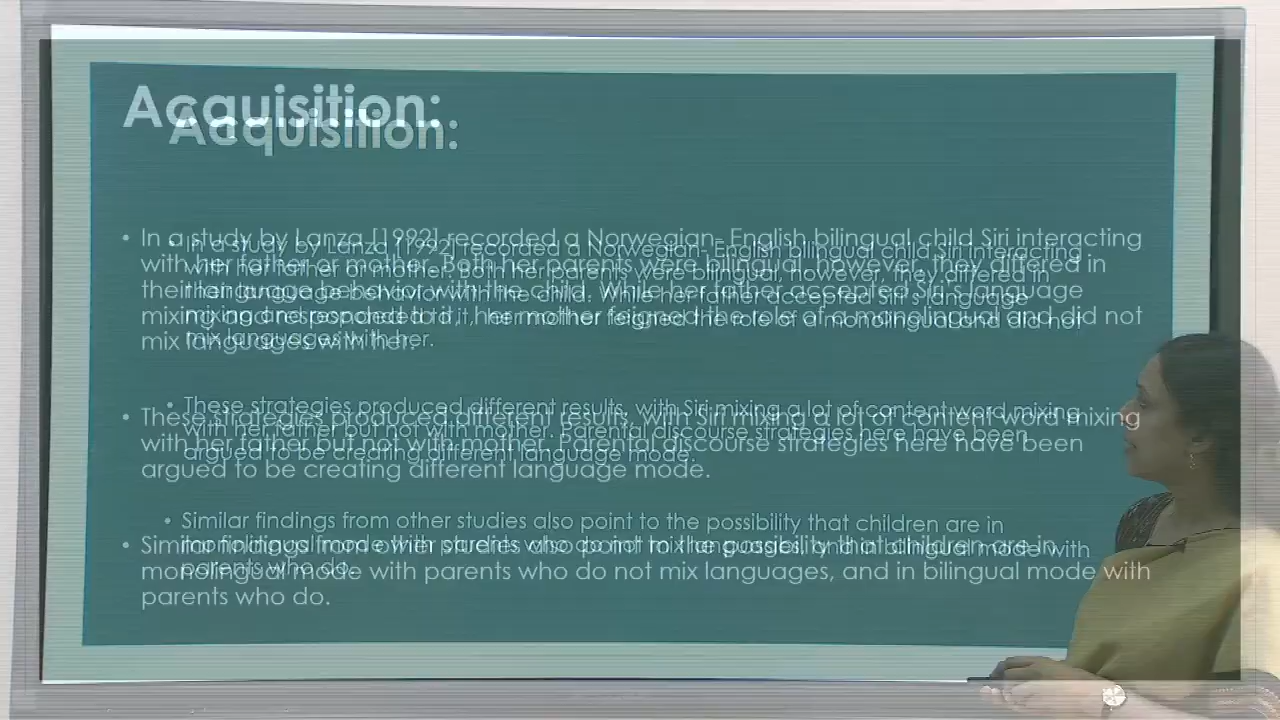 Acquisition:
• In a study by Lanza [1992] recorded a Norwegian- English bilingual child Siri interacting
with her father or mother. Both her parents were bilingual, however, they differed in
their language behavior with the child. While her father accepted Siri's language
mixing and responded to it, her mother feigned the role of a monolingual and did not
mix languages with her.
• These strategies produced different results, with Siri mixing a lot of content word mixing
with her father but not with mother. Parental discourse strategies here have been
argued to be creating different language mode.
• Similar findings from other studies also point to the possibility that children are in
monolingual mode with parents who do not mix languages, and in bilingual mode with
parents who do.